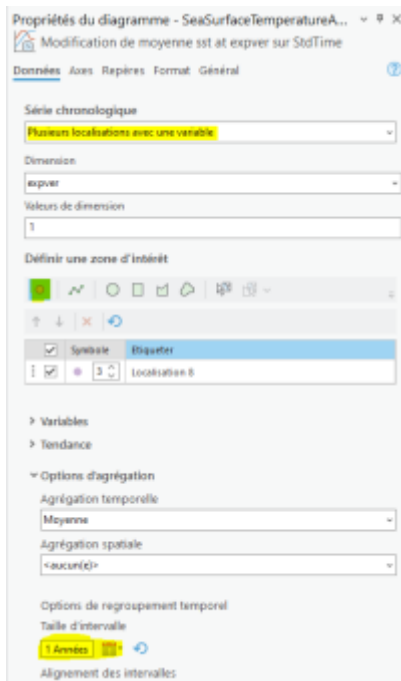 Propriétés du diagramme - SeaSurfaceTemperatureA...
Modification de moyenne sst at expver sur StdTime
Données Axes Repères Format Général
Série chronologique
Plusieurs localisations avec une variable
Dimension
expver
Valeurs de dimension
1
Définir une zone d'intérêt
Symbole Etiqueter
3 Localisation 8
> Variables
> Tendance
Options d'agrégation
Agrégation temporelle
Moyenne
Agrégation spatiale
<aucun(e)>
Options de regroupement temporel
Taille d'intervalle
1 Années
Alignement des intervalles